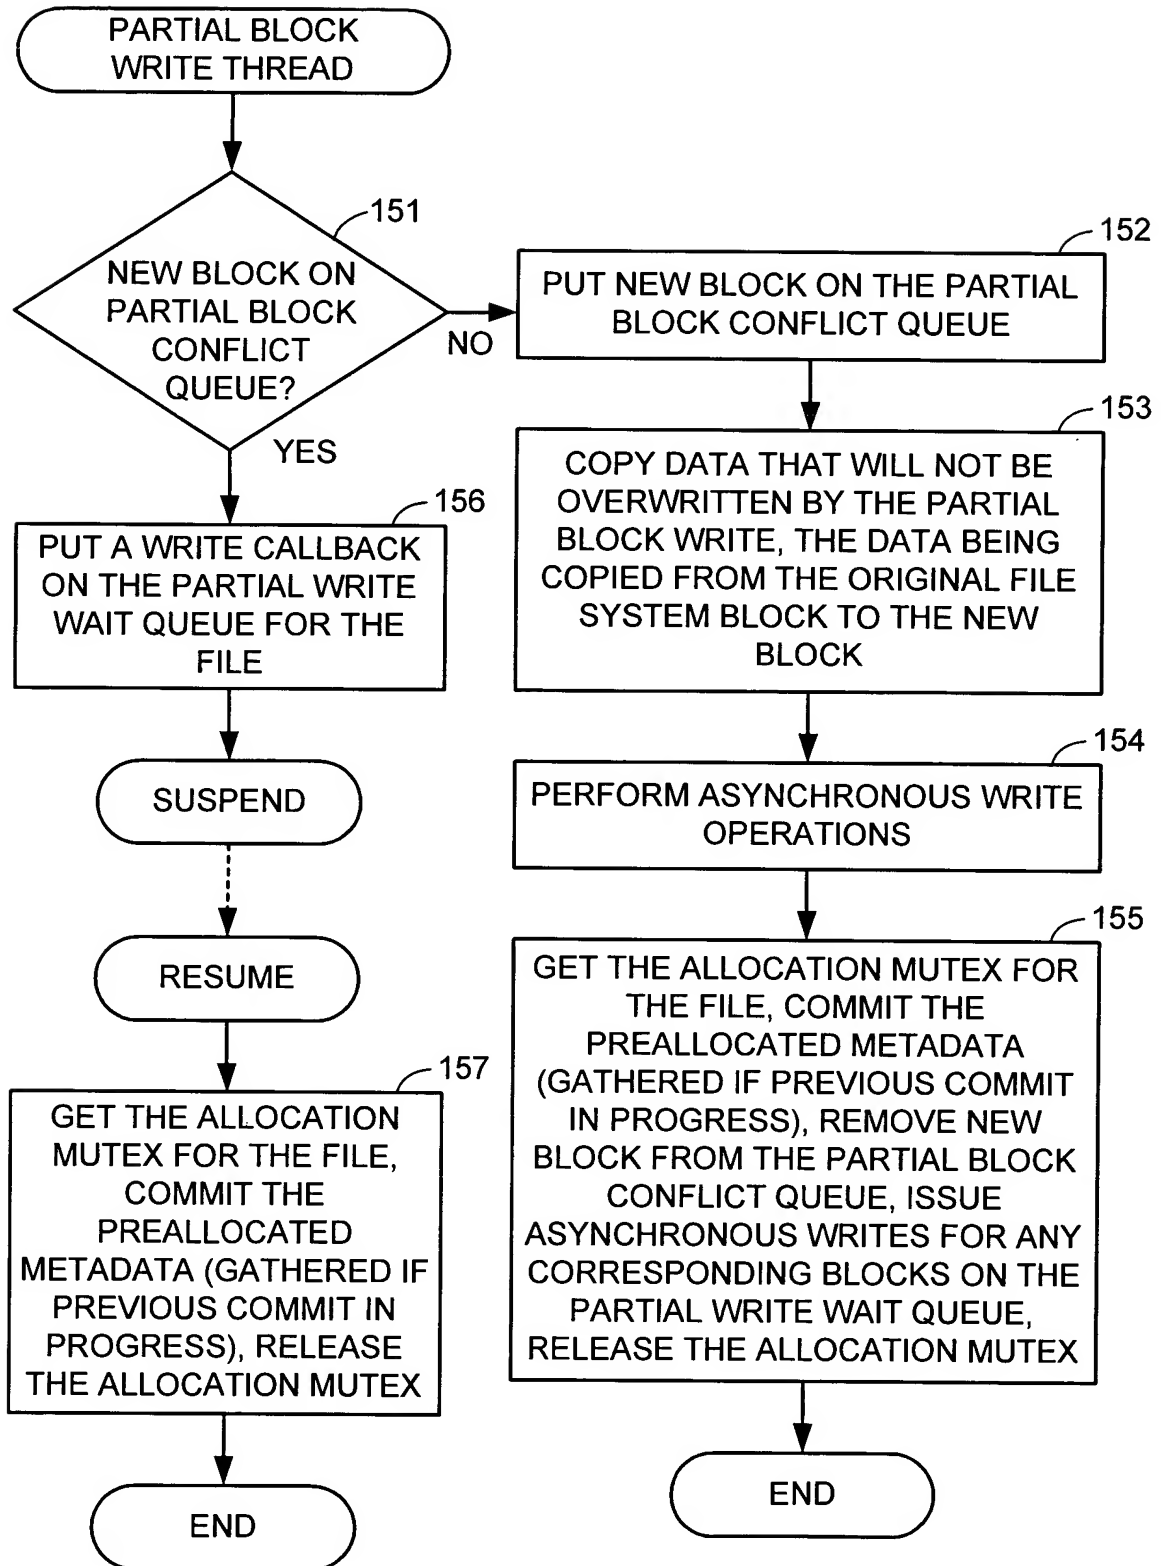 PARTIAL BLOCK
WRITE THREAD
151
NEW BLOCK ON
PARTIAL BLOCK
CONFLICT
QUEUE?
NO
YES
152
PUT NEW BLOCK ON THE PARTIAL
BLOCK CONFLICT QUEUE
153
COPY DATA THAT WILL NOT BE
OVERWRITTEN BY THE PARTIAL
BLOCK WRITE, THE DATA BEING
COPIED FROM THE ORIGINAL FILE
SYSTEM BLOCK TO THE NEW
BLOCK
154
PERFORM ASYNCHRONOUS WRITE
OPERATIONS
155
GET THE ALLOCATION MUTEX FOR
THE FILE, COMMIT THE
PREALLOCATED METADATA
(GATHERED IF PREVIOUS COMMIT
IN PROGRESS), REMOVE NEW
BLOCK FROM THE PARTIAL BLOCK
CONFLICT QUEUE, ISSUE
ASYNCHRONOUS WRITES FOR ANY
CORRESPONDING BLOCKS ON THE
PARTIAL WRITE WAIT QUEUE,
RELEASE THE ALLOCATION MUTEX
END
156
PUT A WRITE CALLBACK
ON THE PARTIAL WRITE
WAIT QUEUE FOR THE
FILE
SUSPEND
RESUME
157
GET THE ALLOCATION
MUTEX FOR THE FILE,
COMMIT THE
PREALLOCATED
METADATA (GATHERED IF
PREVIOUS COMMIT IN
PROGRESS), RELEASE
THE ALLOCATION MUTEX
END